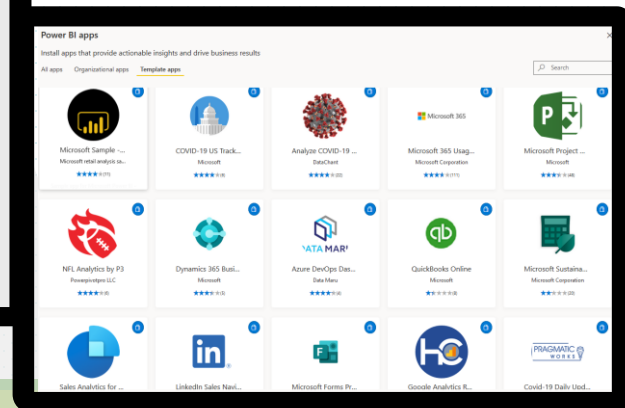 Power BI apps
Install apps that provide actionable insights and drive business results
All apps Organizational apps Template apps
Search
Microsoft Sample -...
Microsoft retail analysis sa...
COVID-19 US Track...
Microsoft
Analyze COVID-19 ...
DataChant
Microsoft 365
Microsoft 365 Usag...
Microsoft Corporation
(111)
P
Microsoft Project ...
Microsoft
NFL Analytics by P3
Powerpivotpro LLC
Dynamics 365 Busi...
Microsoft
Azure DevOps Das...
Data Maru
qb
QuickBooks Online
Microsoft
Microsoft Sustaina...
Microsoft Corporation
Sales Analytics for ...
in
LinkedIn Sales Navi...
F
Microsoft Forms Pr...
HC
Google Analytics R...
PRAGMATIC
WORKS
Covid-19 Daily Upd...